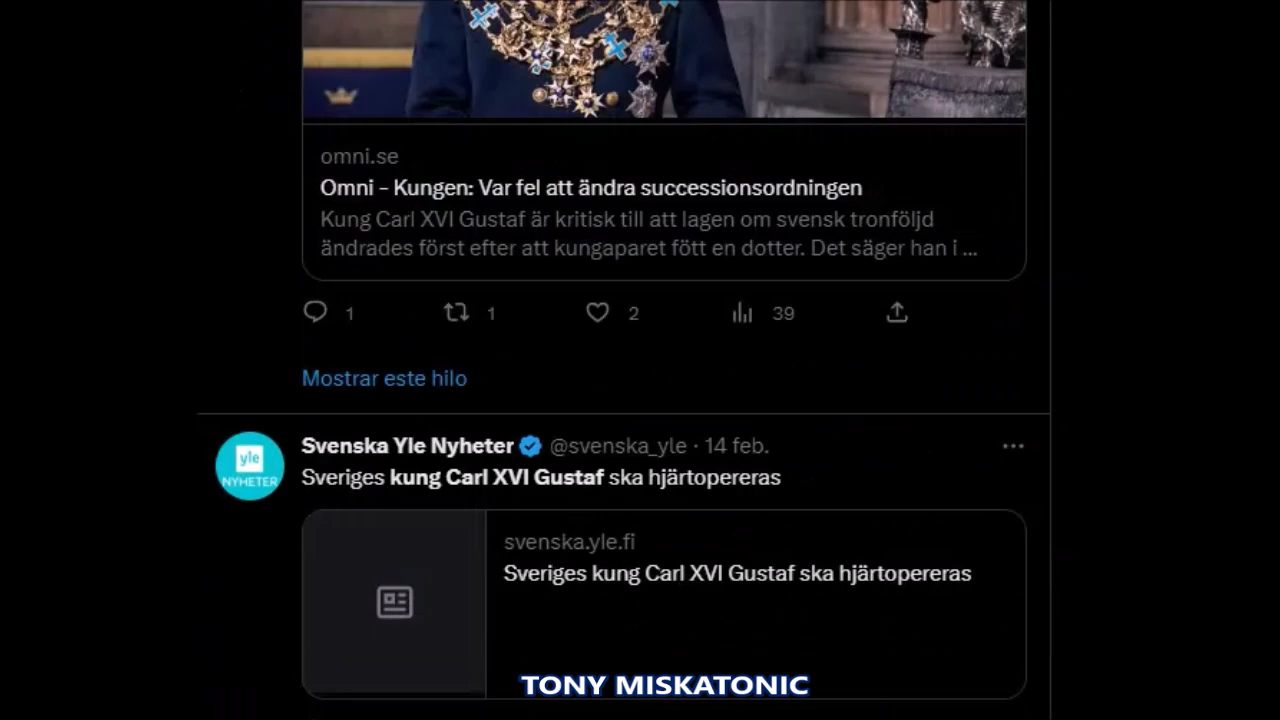 omni.se
Omni - Kungen: Var fel att ändra successionsordningen
Kung Carl XVI Gustaf är kritisk till att lagen om svensk tronföljd
ändrades först efter att kungaparet fött en dotter. Det säger han i ...
1 1 2 39
Mostrar este hilo
Svenska Yle Nyheter @svenska_yle · 14 feb.
yle
NYHETER
Sveriges kung Carl XVI Gustaf ska hjärtopereras
svenska.yle.fi
Sveriges kung Carl XVI Gustaf ska hjärtopereras
TONY MISKATONIC